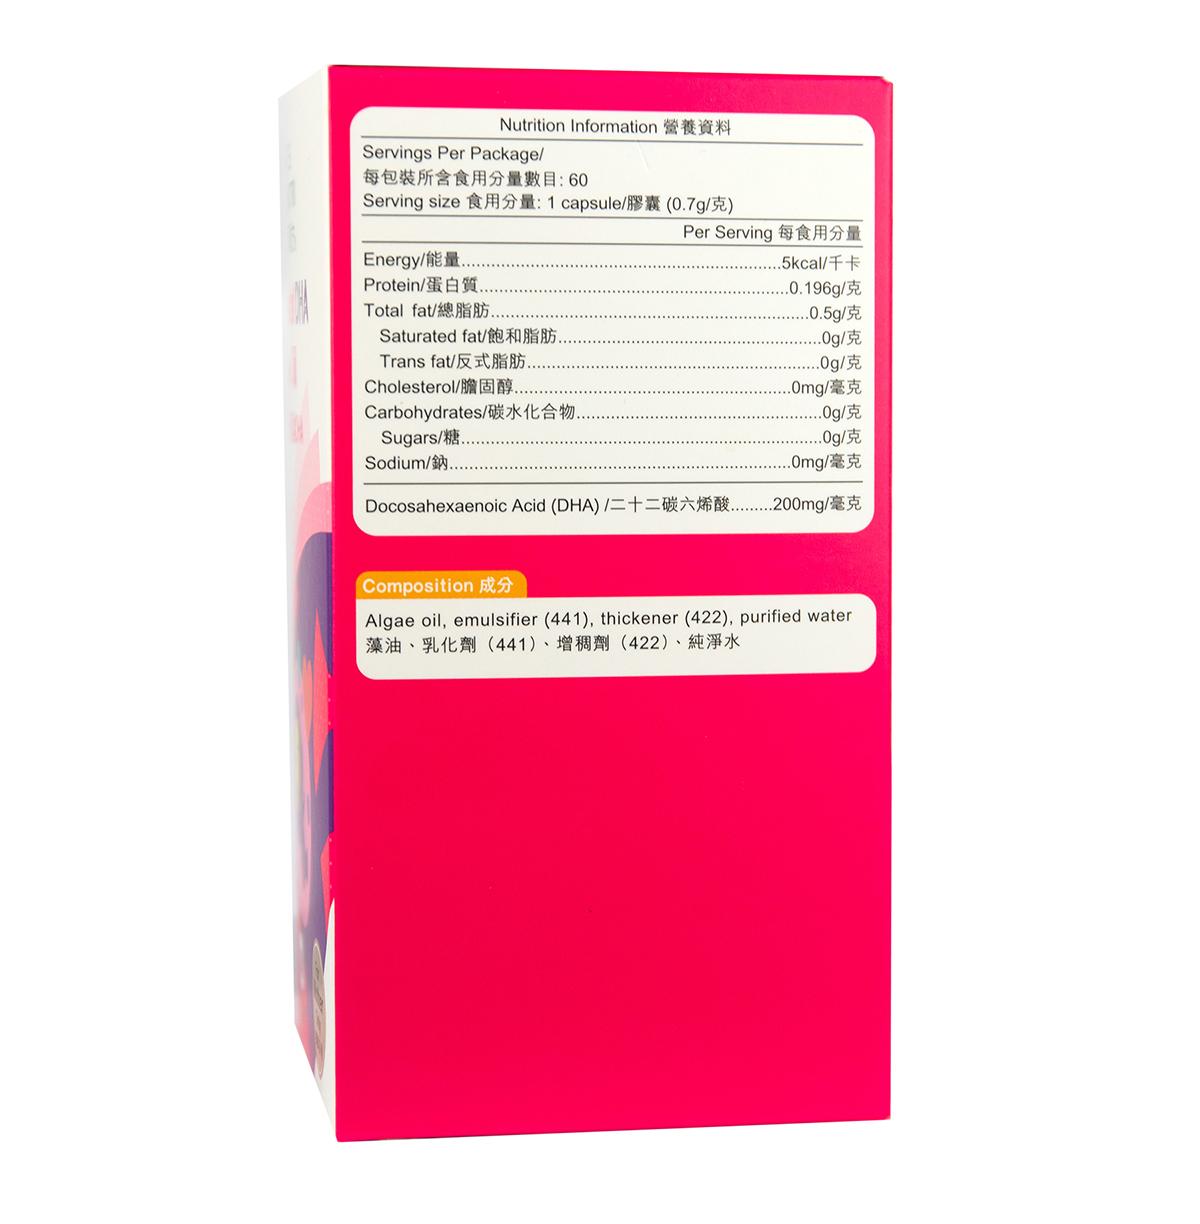 Nutrition Information 營養資料
Servings Per Package/
每包裝所含食用分量數目: 60
Serving size 食用分量: 1 capsule/膠囊 (0.7g/克)
Per Serving 每食用分量
Energy/能量................................................5kcal/千卡
Protein/蛋白質................................................0.196g/克
Total fat/總脂肪................................................0.5g/克
Saturated fat/飽和脂肪................................................0g/克
Trans fat/反式脂肪................................................0g/克
Cholesterol/膽固醇................................................0mg/毫克
Carbohydrates/碳水化合物................................................0g/克
Sugars/糖................................................0g/克
Sodium/鈉................................................0mg/毫克
Docosahexaenoic Acid (DHA) /二十二碳六烯酸.........200mg/毫克
Composition 成分
Algae oil, emulsifier (441), thickener (422), purified water
藻油、乳化劑（441）、增稠劑（422）、純淨水
DHA